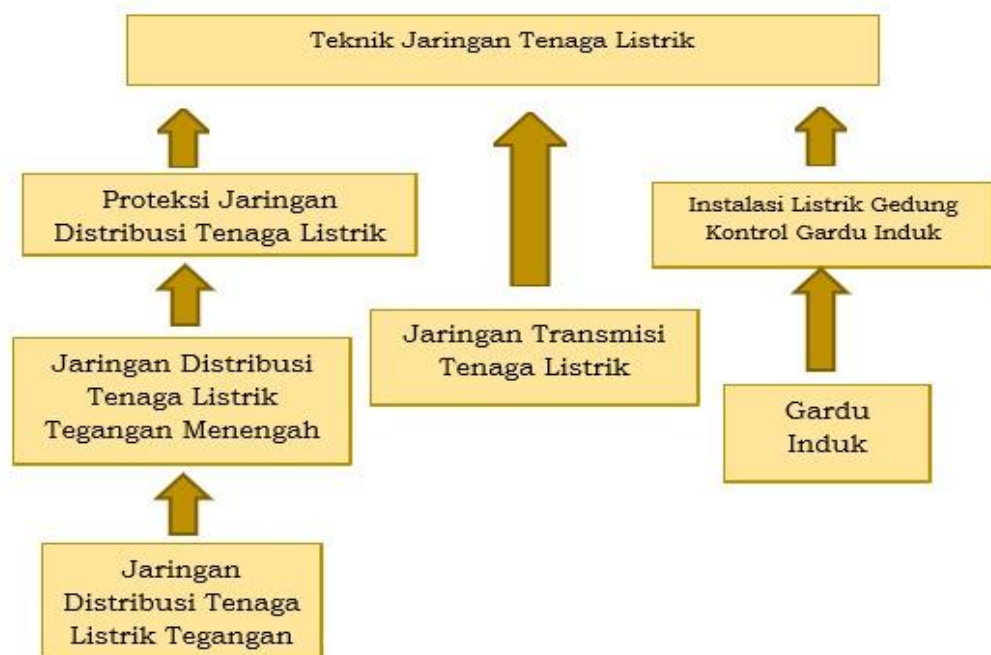 Teknik Jaringan Tenaga Listrik
Proteksi Jaringan
Distribusi Tenaga Listrik
Instalasi Listrik Gedung
Kontrol Gardu Induk
Jaringan Distribusi
Tenaga Listrik
Tegangan Menengah
Jaringan Transmisi
Tenaga Listrik
Gardu
Induk
Jaringan
Distribusi Tenaga
Listrik Tegangan